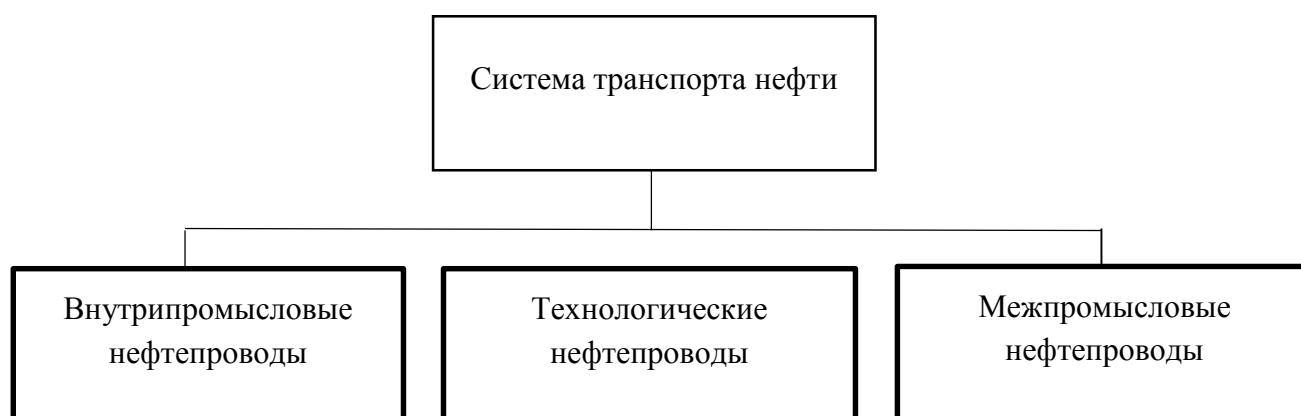 Система транспорта нефти
Внутрипромысловые
нефтепроводы
Технологические
нефтепроводы
Межпромысловые
нефтепроводы